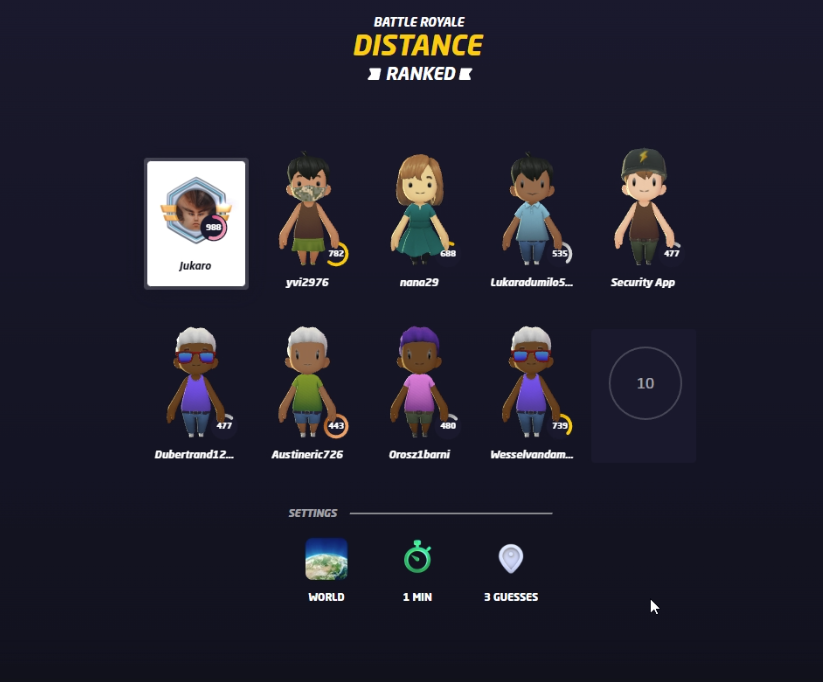 BATTLE ROYALE
DISTANCE
RANKED
988
Jukaro
782
yvi2976
688
nana29
535
Lukaradumilo5...
477
Security App
477
Dubertrand12...
443
Austineric726
480
Orosz1barni
739
Wesselvandam...
10
SETTINGS
WORLD
1 MIN
3 GUESSES